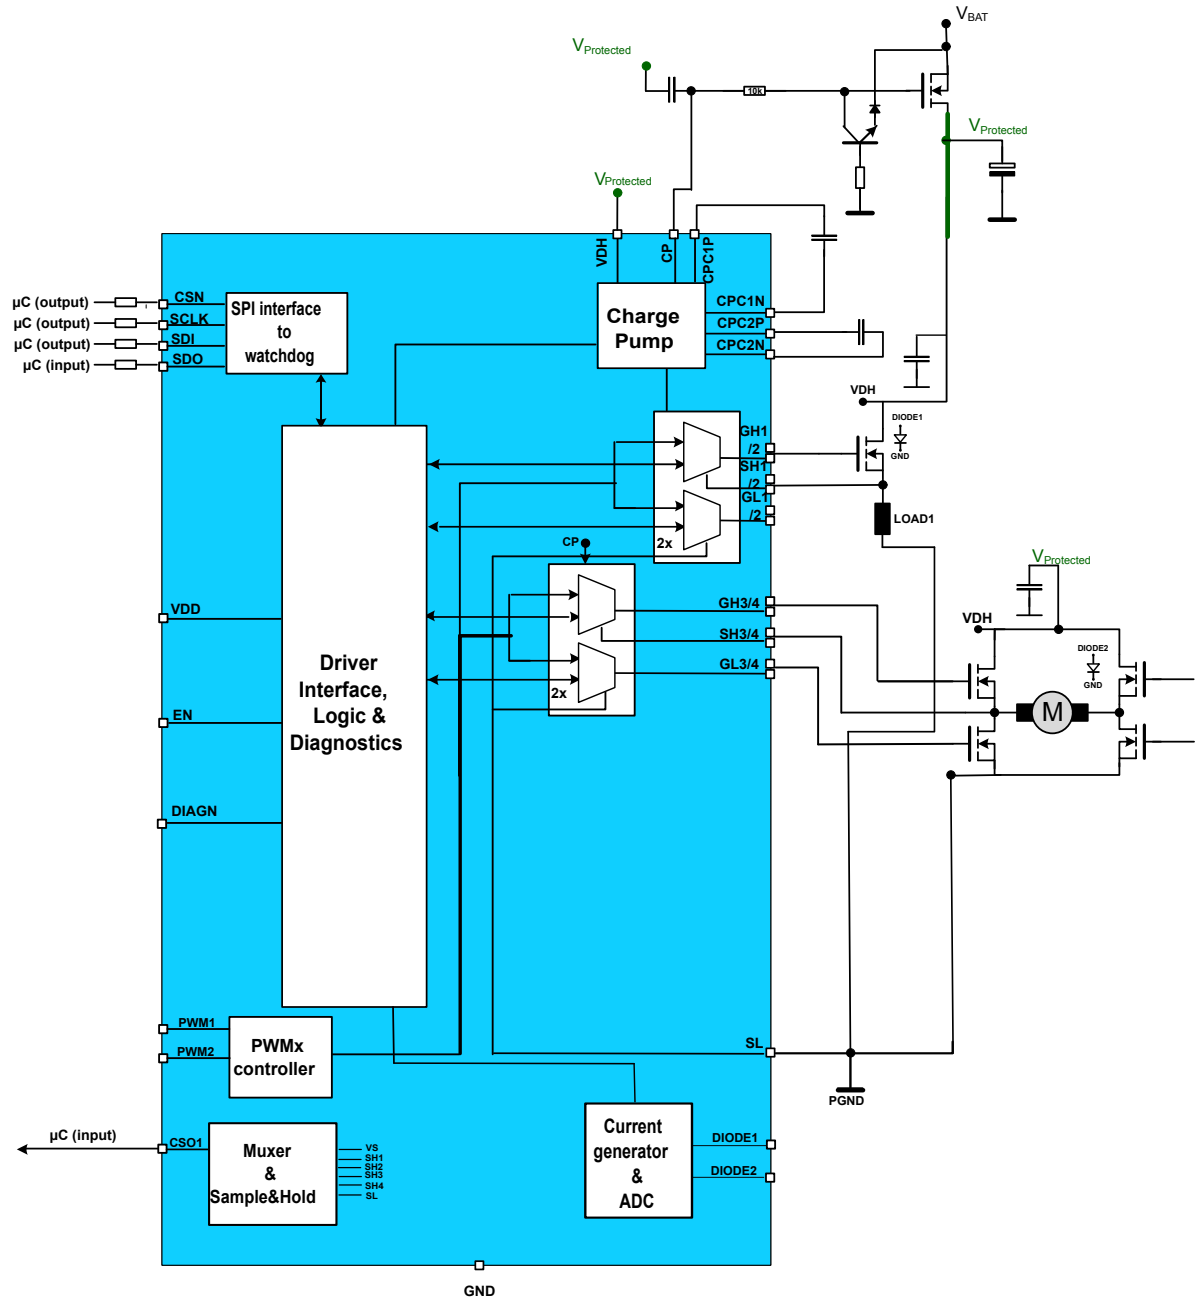 VBAT
VProtected
10k
VProtected
VProtected
VDH
CP
CPC1P
µC (output)
CSN
µC (output)
SCLK
µC (output)
SDI
µC (input)
SDO
SPI interface
to
watchdog
Charge
Pump
CPC1N
CPC2P
CPC2N
VDH
DIODE1
GND
GH1
/2
SH1
/2
GL1
/2
2x
LOAD1
CP
VProtected
VDD
GH3/4
SH3/4
GL3/4
2x
VDH
DIODE2
GND
M
Driver
Interface,
Logic &
Diagnostics
EN
DIAGN
PWM1
PWM2
PWMx
controller
SL
PGND
µC (input)
CSO1
Muxer
&
Sample&Hold
VS
SH1
SH2
SH3
SH4
SL
Current
generator
&
ADC
DIODE1
DIODE2
GND